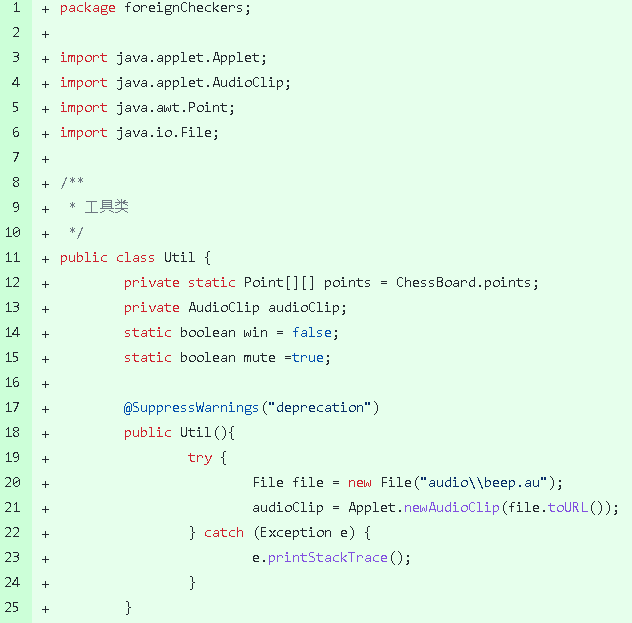 1 + package foreignCheckers;
2 +
3 + import java.applet.Applet;
4 + import java.applet.AudioClip;
5 + import java.awt.Point;
6 + import java.io.File;
7 +
8 + /**
9 +  * 工具类
10 +  */
11 + public class Util {
12 +         private static Point[][] points = ChessBoard.points;
13 +         private AudioClip audioClip;
14 +         static boolean win = false;
15 +         static boolean mute =true;
16 +
17 +         @SuppressWarnings("deprecation")
18 +         public Util(){
19 +                 try {
20 +                         File file = new File("audio\\beep.au");
21 +                         audioClip = Applet.newAudioClip(file.toURL());
22 +                 } catch (Exception e) {
23 +                         e.printStackTrace();
24 +                 }
25 +         }